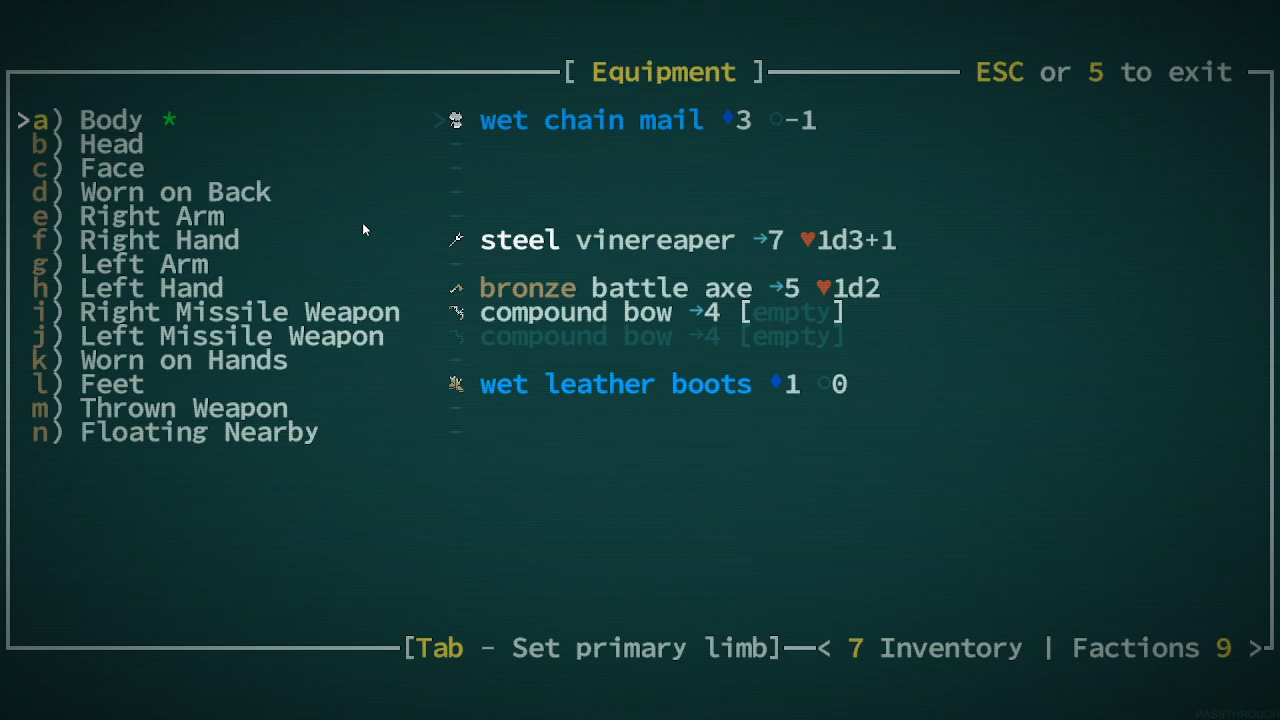 [ Equipment ] ESC or 5 to exit
>a) Body * > wet chain mail ♦3 ○-1
b) Head -
c) Face -
d) Worn on Back -
e) Right Arm -
f) Right Hand steel vinereaper →7 ♥1d3+1
g) Left Arm -
h) Left Hand bronze battle axe →5 ♥1d2
i) Right Missile Weapon compound bow →4 [empty]
j) Left Missile Weapon compound bow →4 [empty]
k) Worn on Hands -
l) Feet wet leather boots ♦1 ○0
m) Thrown Weapon -
n) Floating Nearby -
[Tab - Set primary limb] < 7 Inventory | Factions 9 >